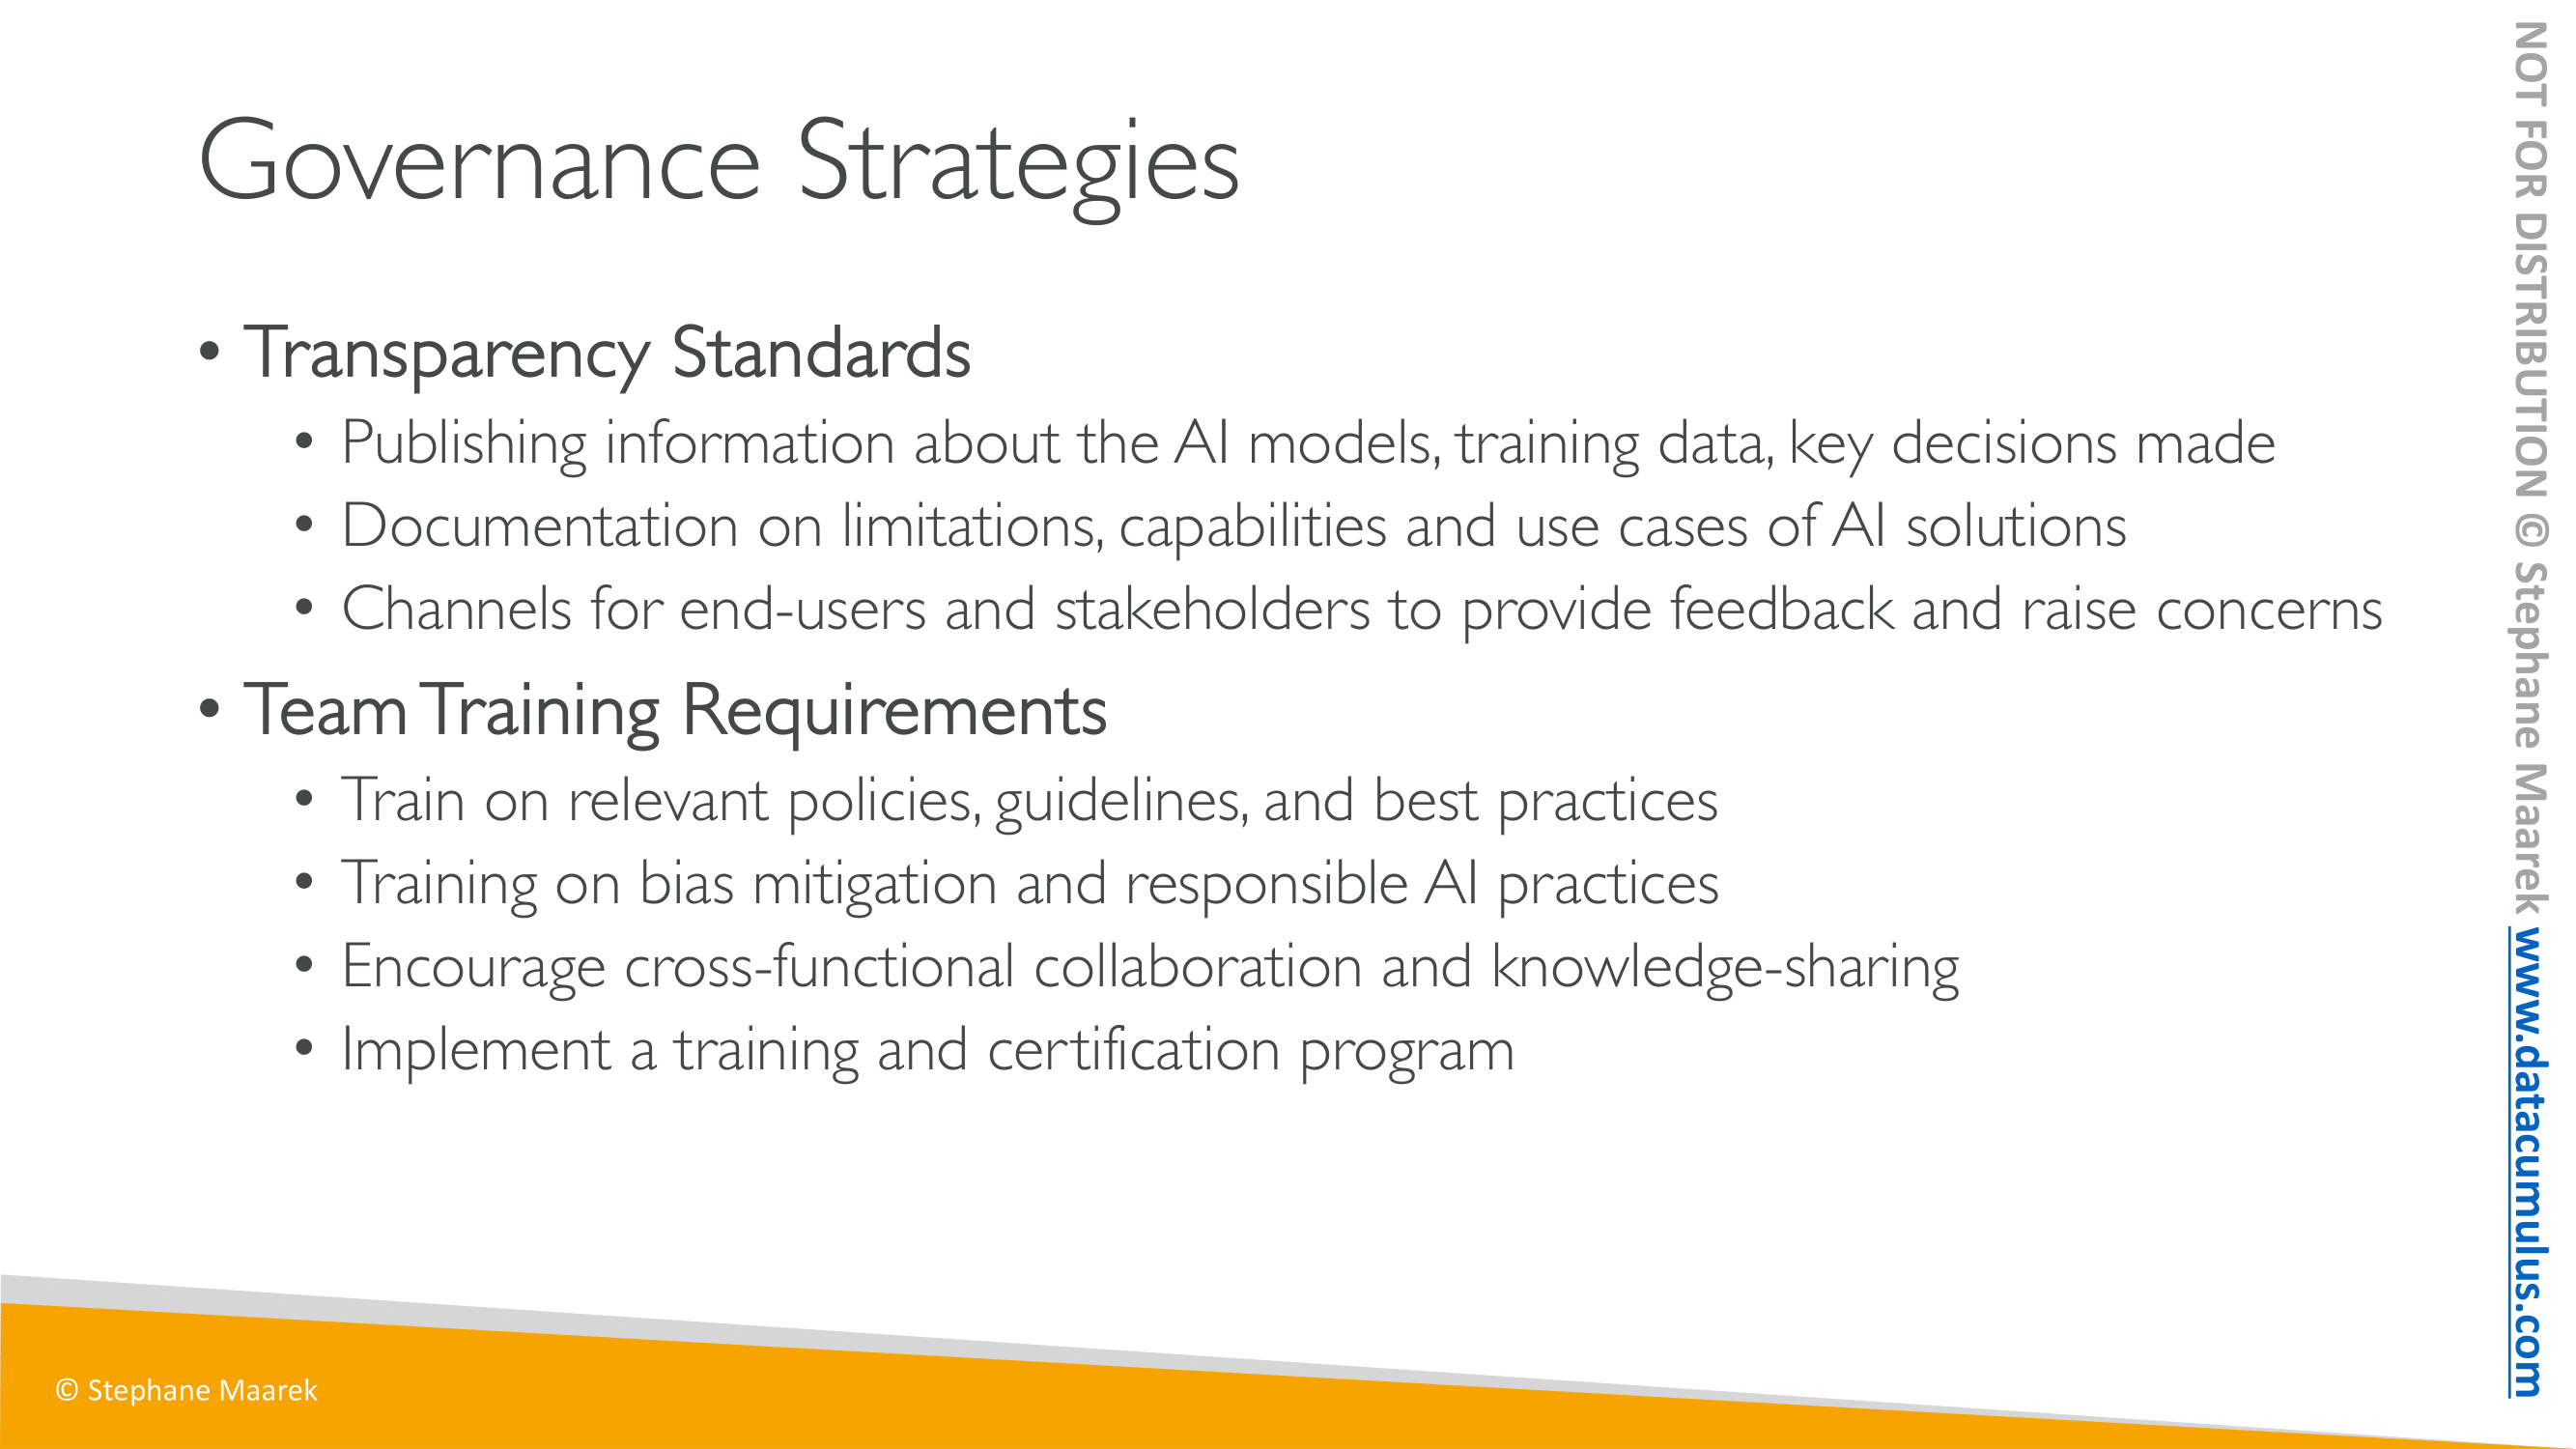 Governance Strategies
• Transparency Standards
• Publishing information about the AI models, training data, key decisions made
• Documentation on limitations, capabilities and use cases of AI solutions
• Channels for end-users and stakeholders to provide feedback and raise concerns
• Team Training Requirements
• Train on relevant policies, guidelines, and best practices
• Training on bias mitigation and responsible AI practices
• Encourage cross-functional collaboration and knowledge-sharing
• Implement a training and certification program
© Stephane Maarek
NOT FOR DISTRIBUTION © Stephane Maarek www.datacumulus.com